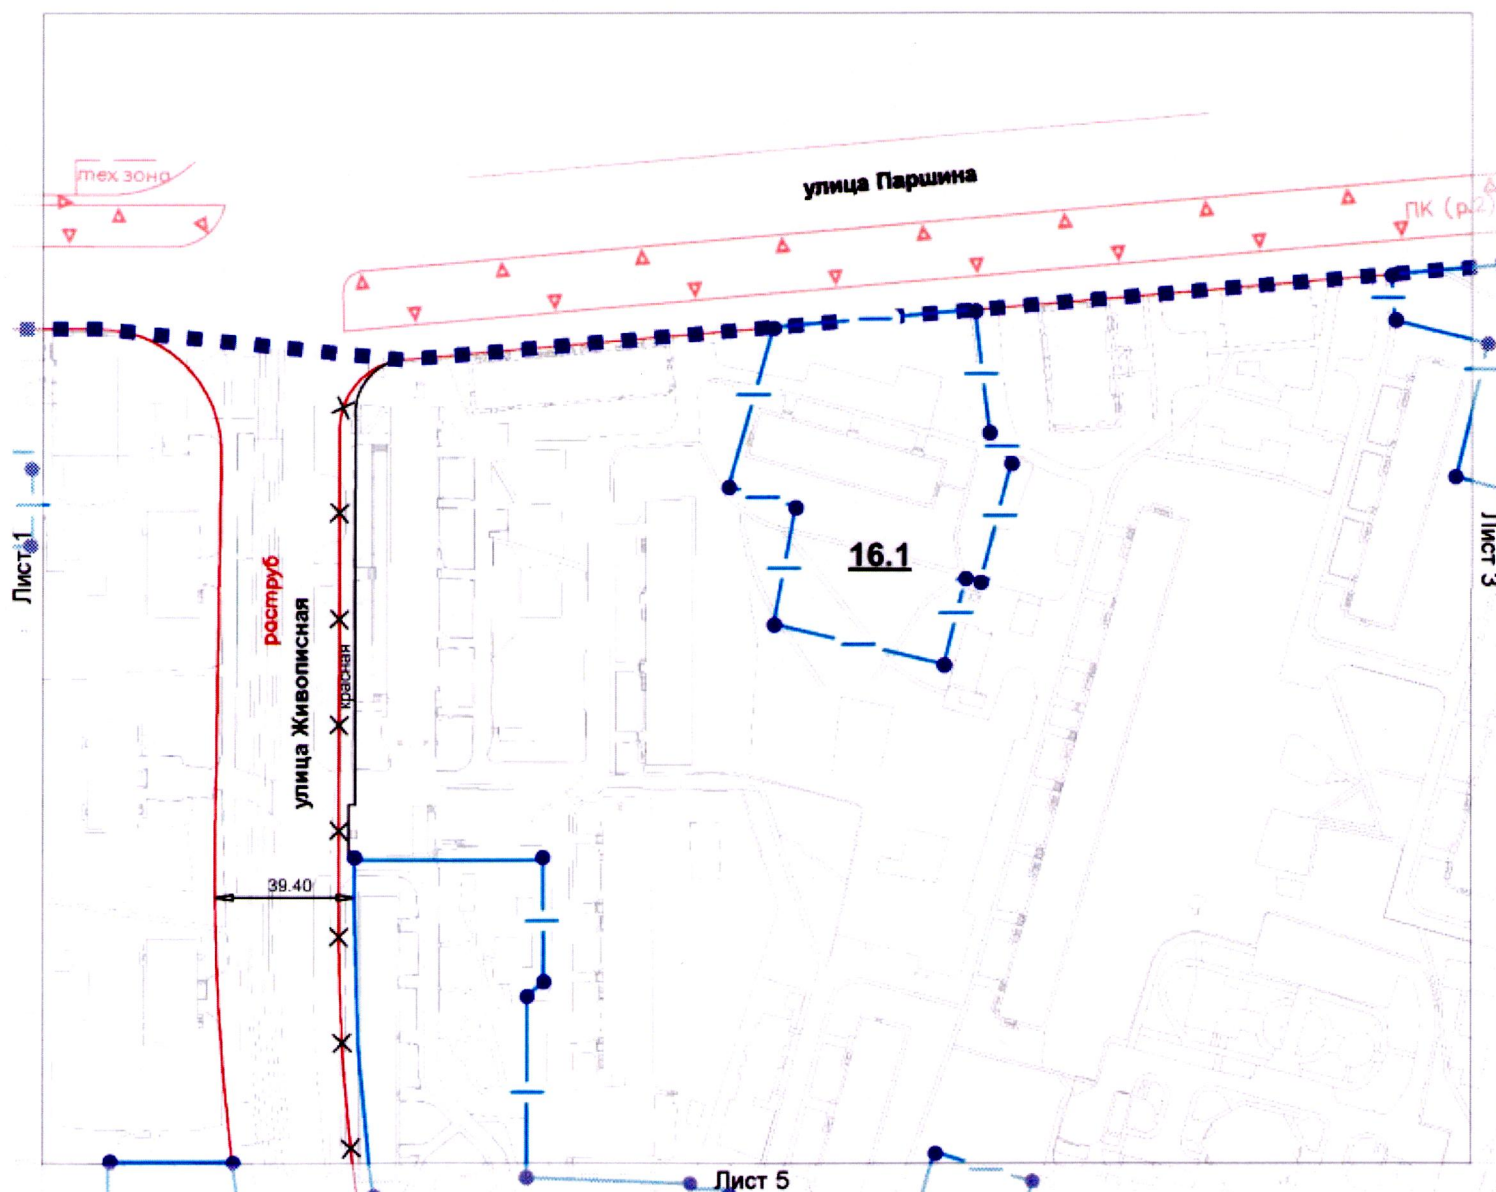 улица Паршина
тех.зона
ПК (р.2)
Лист 1
раструб
улица Живописная
красная
16.1
Лист 3
39.40
Лист 5